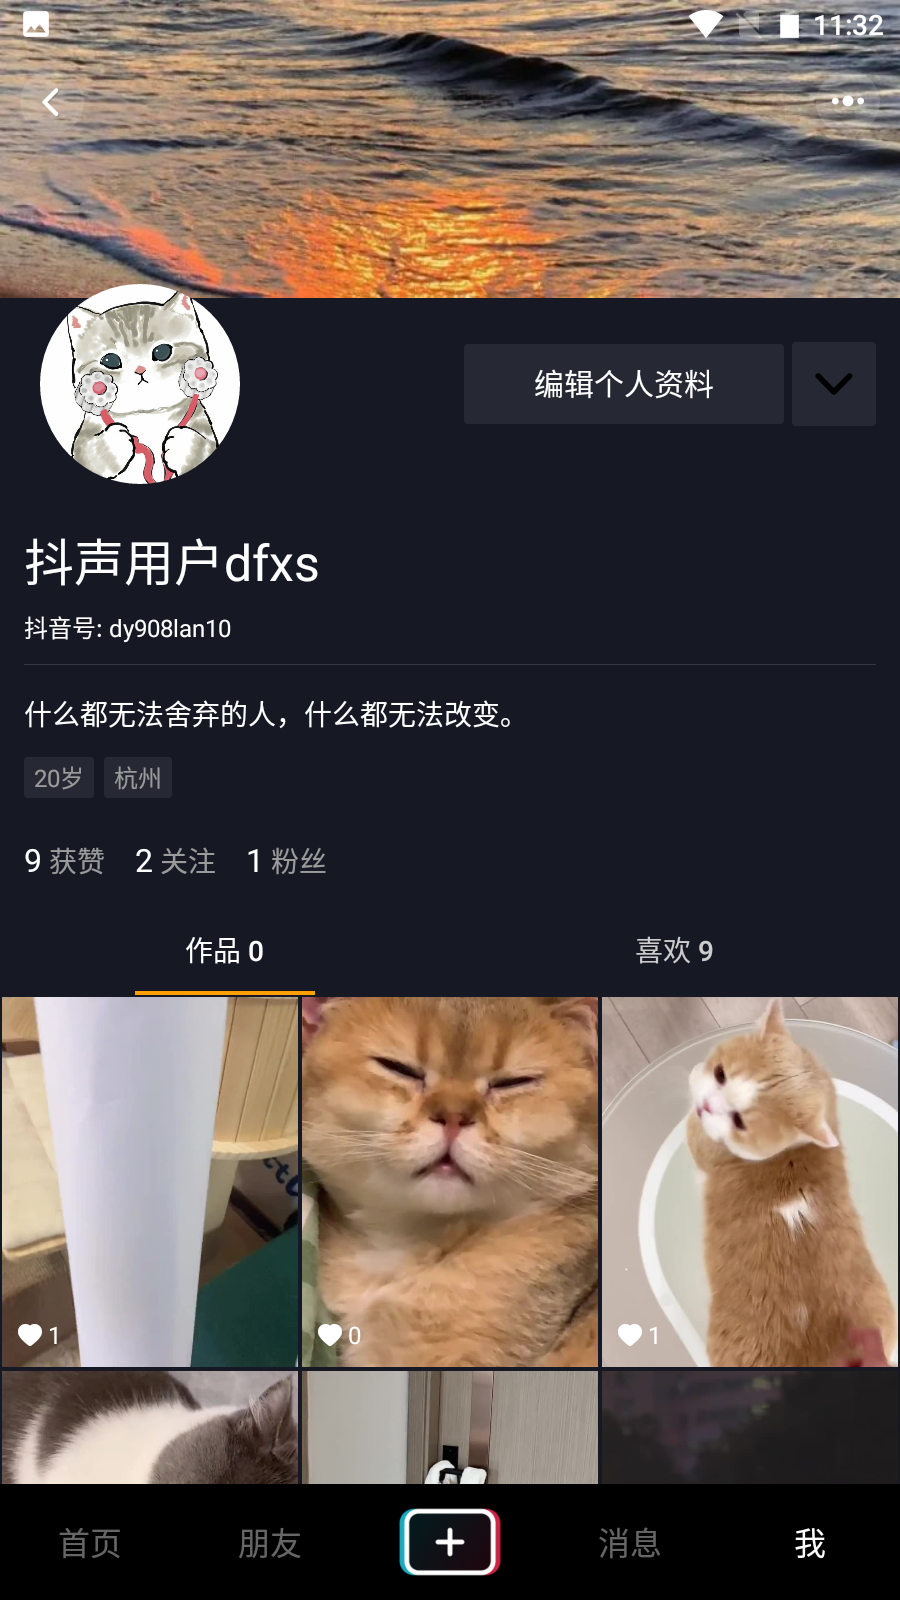 11:32
编辑个人资料
抖声用户dfxs
抖音号: dy908lan10
什么都无法舍弃的人，什么都无法改变。
20岁 杭州
9 获赞 2 关注 1 粉丝
作品 0 喜欢 9
1 0 1
首页 朋友 消息 我